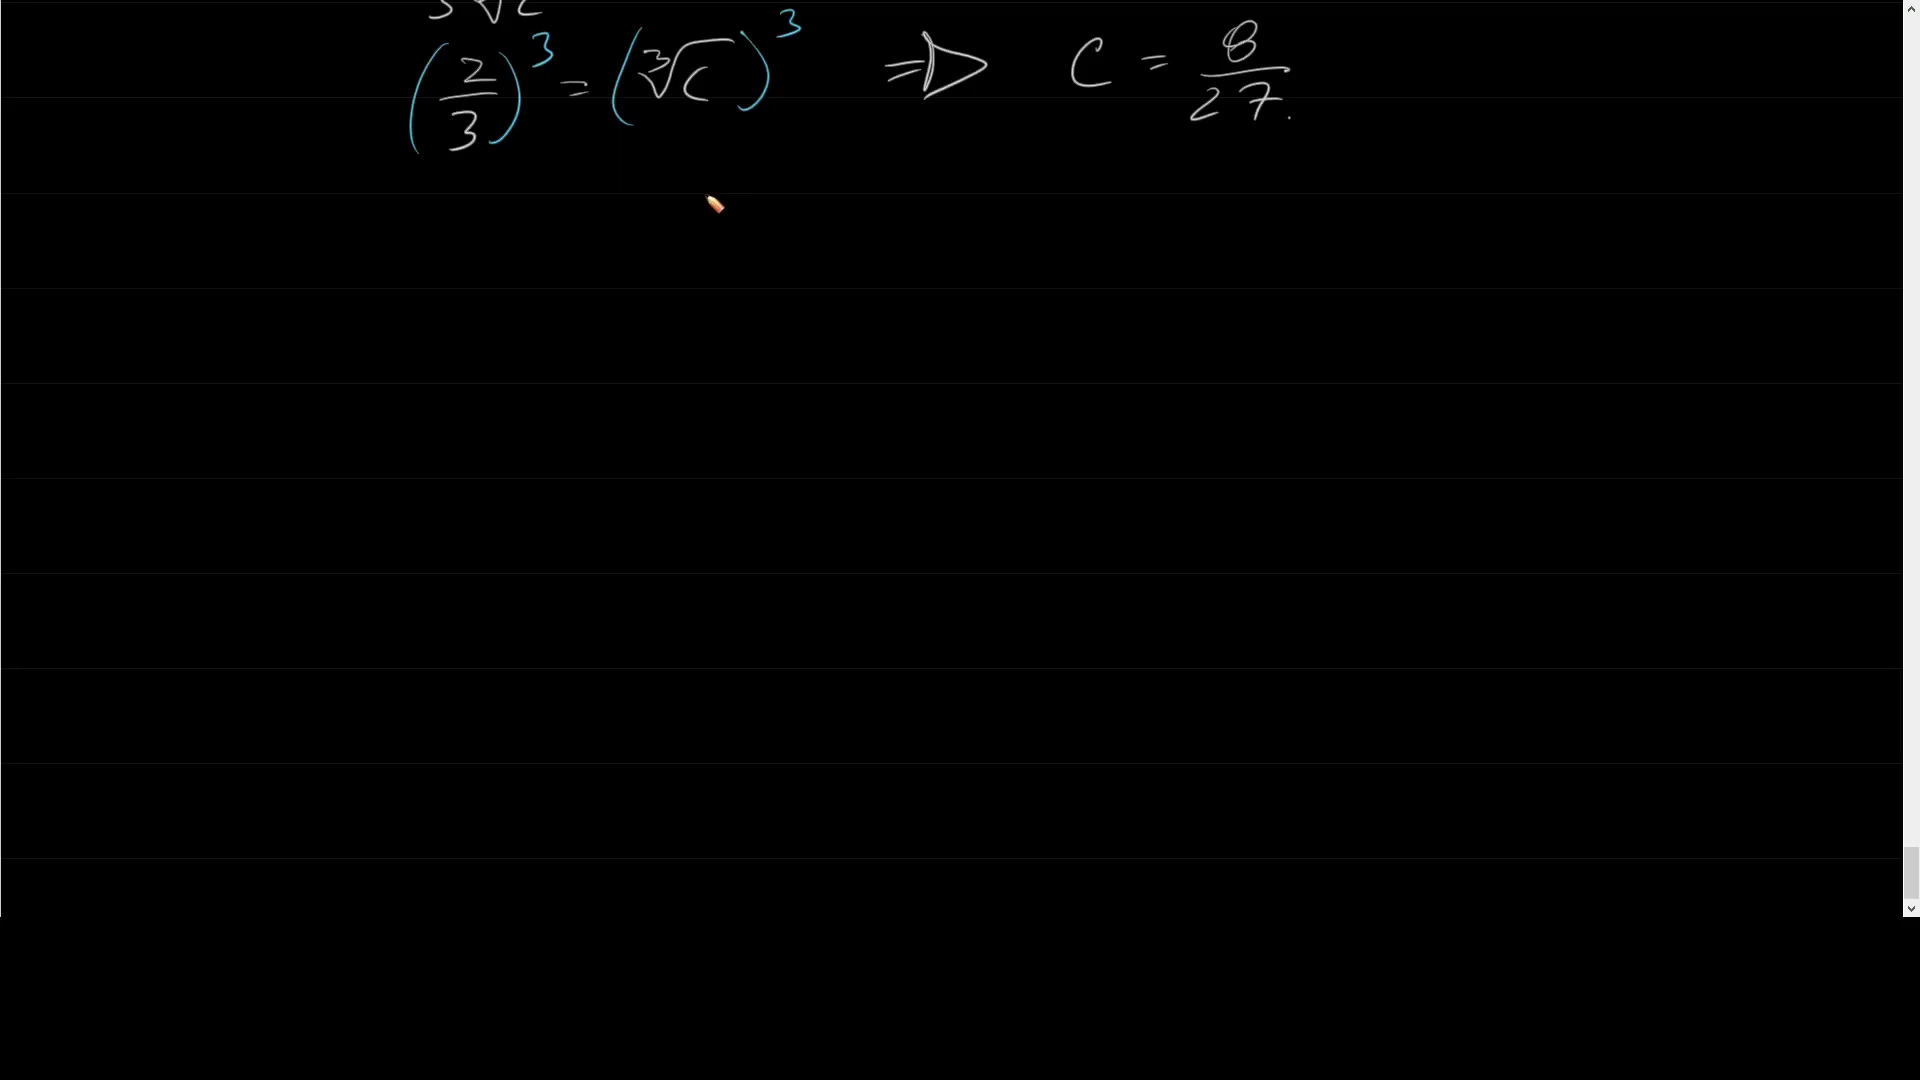 (2/3)³ = (∛C)³ ⇒ C = 8/27.